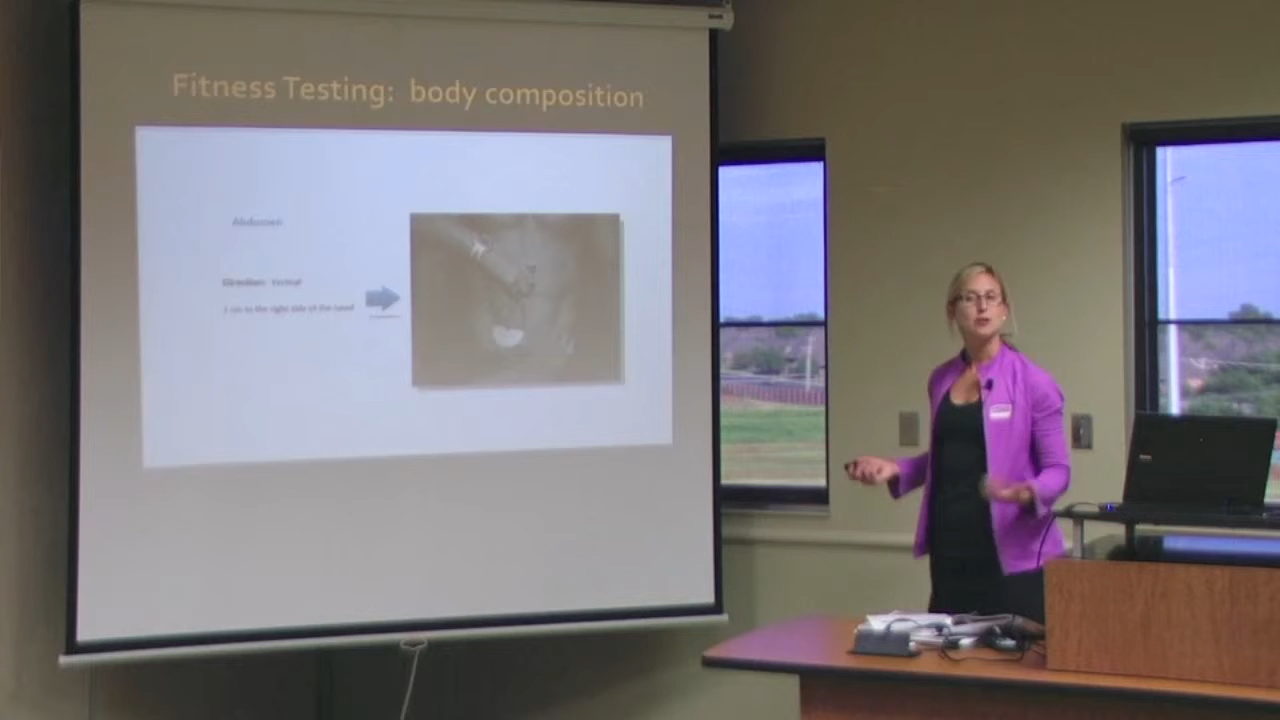 Fitness Testing: body composition
Abdomen
Direction: Vertical
1 cm to the right side of the navel